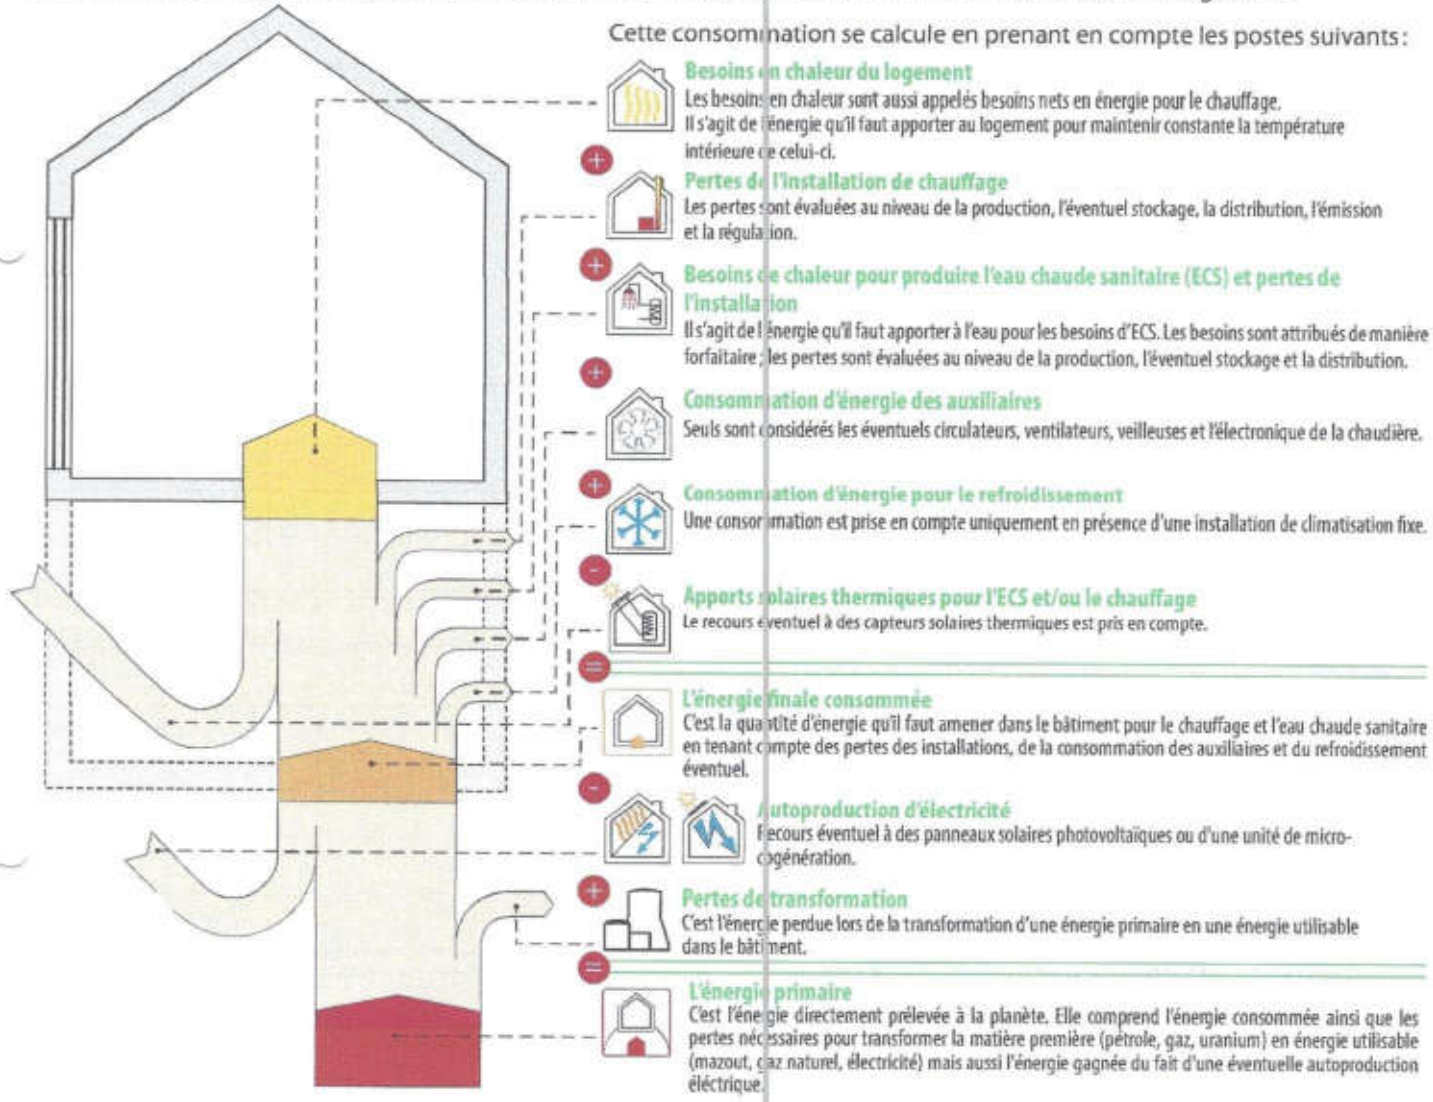 Cette consommation se calcule en prenant en compte les postes suivants :
Besoins en chaleur du logement
Les besoins en chaleur sont aussi appelés besoins nets en énergie pour le chauffage.
Il s'agit de l'énergie qu'il faut apporter au logement pour maintenir constante la température
intérieure de celui-ci.
+
Pertes de l'installation de chauffage
Les pertes sont évaluées au niveau de la production, l'éventuel stockage, la distribution, l'émission
et la régulation.
+
Besoins de chaleur pour produire l'eau chaude sanitaire (ECS) et pertes de
l'installation
Il s'agit de l'énergie qu'il faut apporter à l'eau pour les besoins d'ECS. Les besoins sont attribués de manière
forfaitaire ; les pertes sont évaluées au niveau de la production, l'éventuel stockage et la distribution.
+
Consommation d'énergie des auxiliaires
Seuls sont considérés les éventuels circulateurs, ventilateurs, veilleuses et l'électronique de la chaudière.
+
Consommation d'énergie pour le refroidissement
Une consommation est prise en compte uniquement en présence d'une installation de climatisation fixe.
-
Apports solaires thermiques pour l'ECS et/ou le chauffage
Le recours éventuel à des capteurs solaires thermiques est pris en compte.
=
L'énergie finale consommée
C'est la quantité d'énergie qu'il faut amener dans le bâtiment pour le chauffage et l'eau chaude sanitaire
en tenant compte des pertes des installations, de la consommation des auxiliaires et du refroidissement
éventuel.
-
Autoproduction d'électricité
Recours éventuel à des panneaux solaires photovoltaïques ou d'une unité de micro-
cogénération.
+
Pertes de transformation
C'est l'énergie perdue lors de la transformation d'une énergie primaire en une énergie utilisable
dans le bâtiment.
=
L'énergie primaire
C'est l'énergie directement prélevée à la planète. Elle comprend l'énergie consommée ainsi que les
pertes nécessaires pour transformer la matière première (pétrole, gaz, uranium) en énergie utilisable
(mazout, gaz naturel, électricité) mais aussi l'énergie gagnée du fait d'une éventuelle autoproduction
éléctrique.